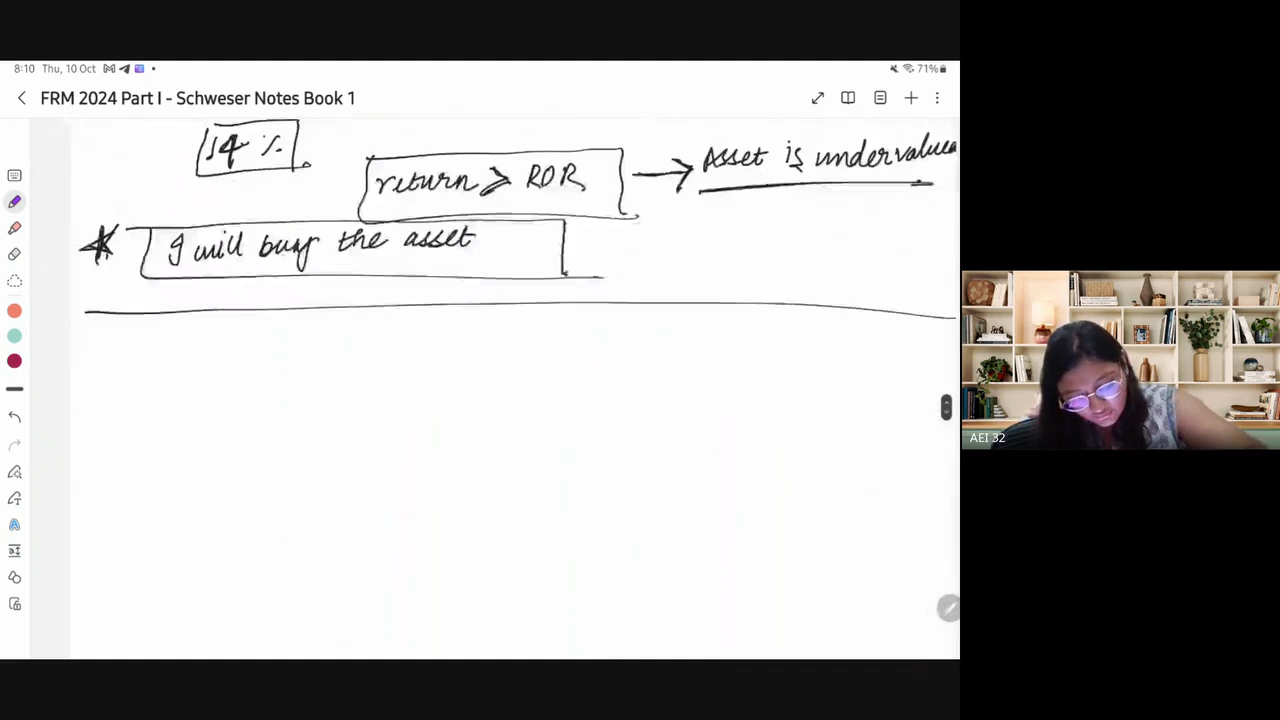 8:10 Thu, 10 Oct
71%
FRM 2024 Part I - Schweser Notes Book 1
14 %.
return > ROR → Asset is undervalue
* I will buy the asset
AEI 32